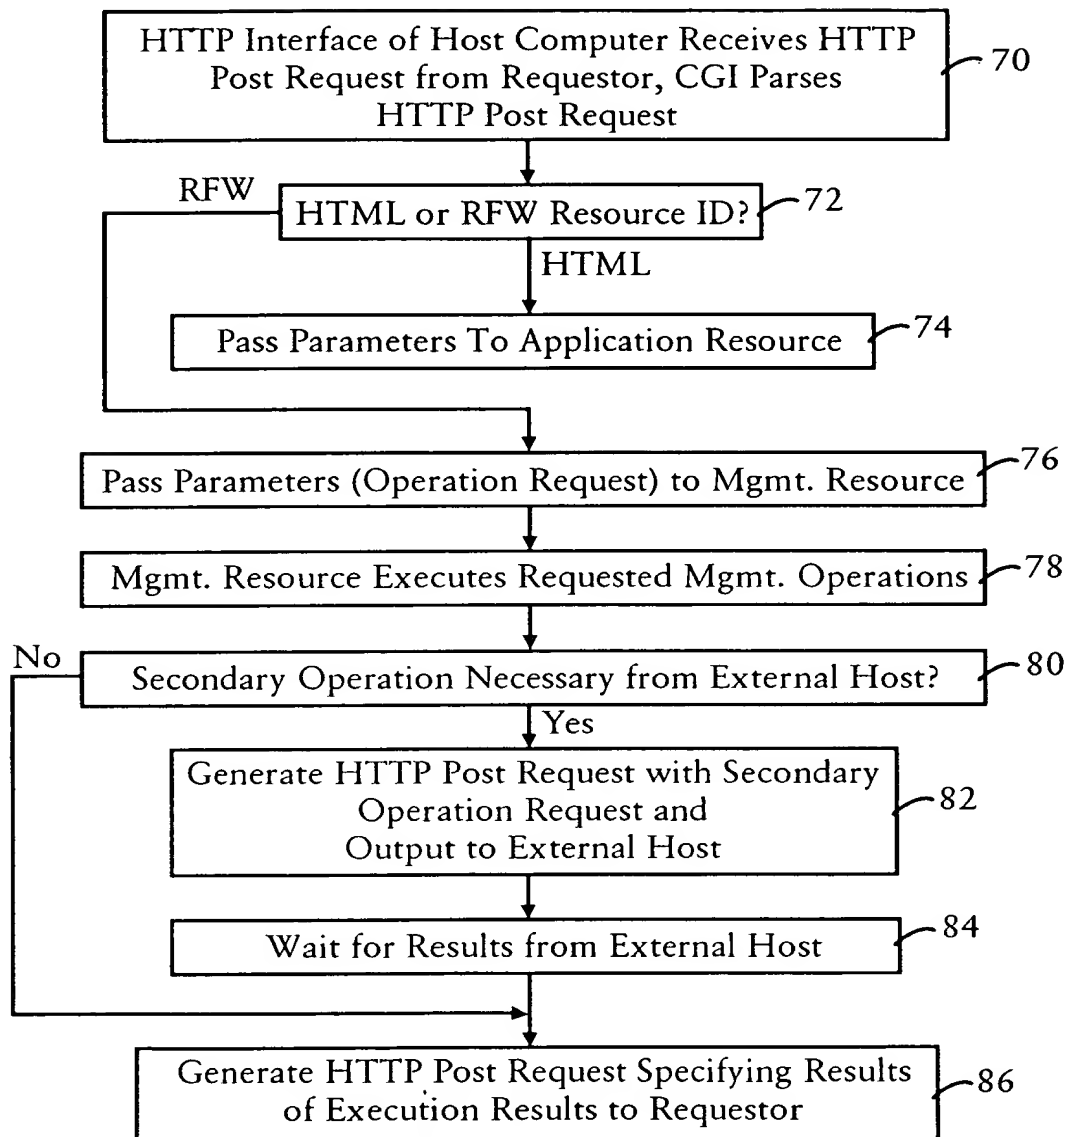 HTTP Interface of Host Computer Receives HTTP
Post Request from Requestor, CGI Parses
HTTP Post Request
70
RFW
HTML or RFW Resource ID?
72
HTML
Pass Parameters To Application Resource
74
Pass Parameters (Operation Request) to Mgmt. Resource
76
Mgmt. Resource Executes Requested Mgmt. Operations
78
No
Secondary Operation Necessary from External Host?
80
Yes
Generate HTTP Post Request with Secondary
Operation Request and
Output to External Host
82
Wait for Results from External Host
84
Generate HTTP Post Request Specifying Results
of Execution Results to Requestor
86